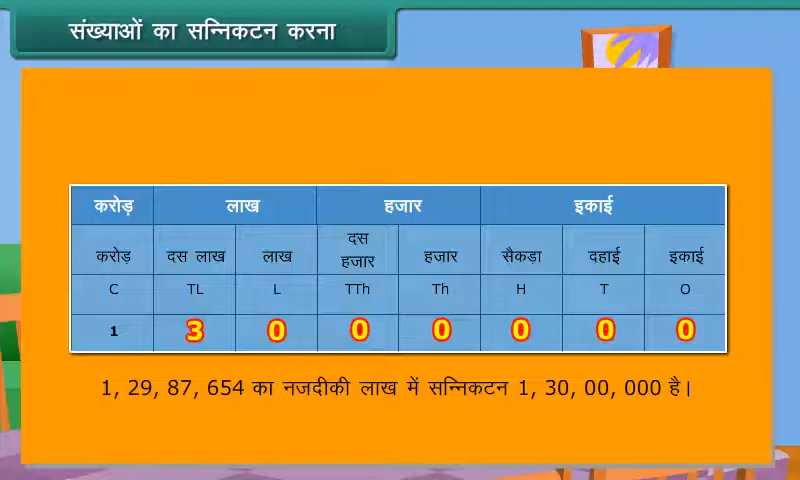 संख्याओं का सन्निकटन करना
करोड़ लाख हजार इकाई
करोड़ दस लाख लाख दस हजार हजार सैकड़ा दहाई इकाई
C TL L TTh Th H T O
1 3 0 0 0 0 0 0
1, 29, 87, 654 का नजदीकी लाख में सन्निकटन 1, 30, 00, 000 है।